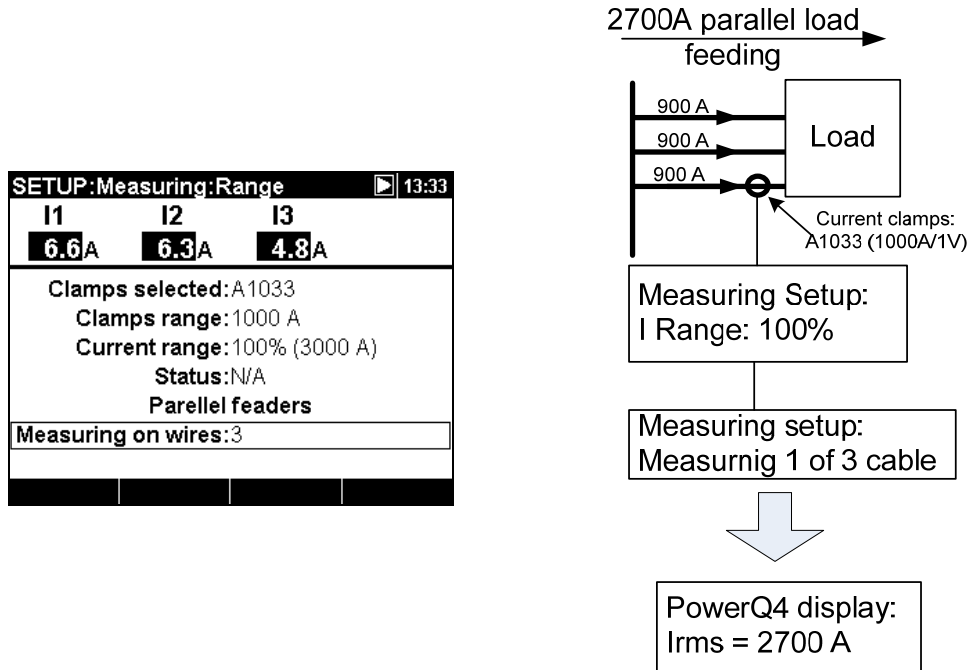 SETUP:Measuring:Range 13:33
I1 I2 I3
6.6A 6.3A 4.8A
Clamps selected:A1033
Clamps range:1000 A
Current range:100% (3000 A)
Status:N/A
Parellel feaders
Measuring on wires:3
2700A parallel load
feeding
900 A
900 A
900 A
Load
Current clamps:
A1033 (1000A/1V)
Measuring Setup:
I Range: 100%
Measuring setup:
Measurnig 1 of 3 cable
PowerQ4 display:
Irms = 2700 A